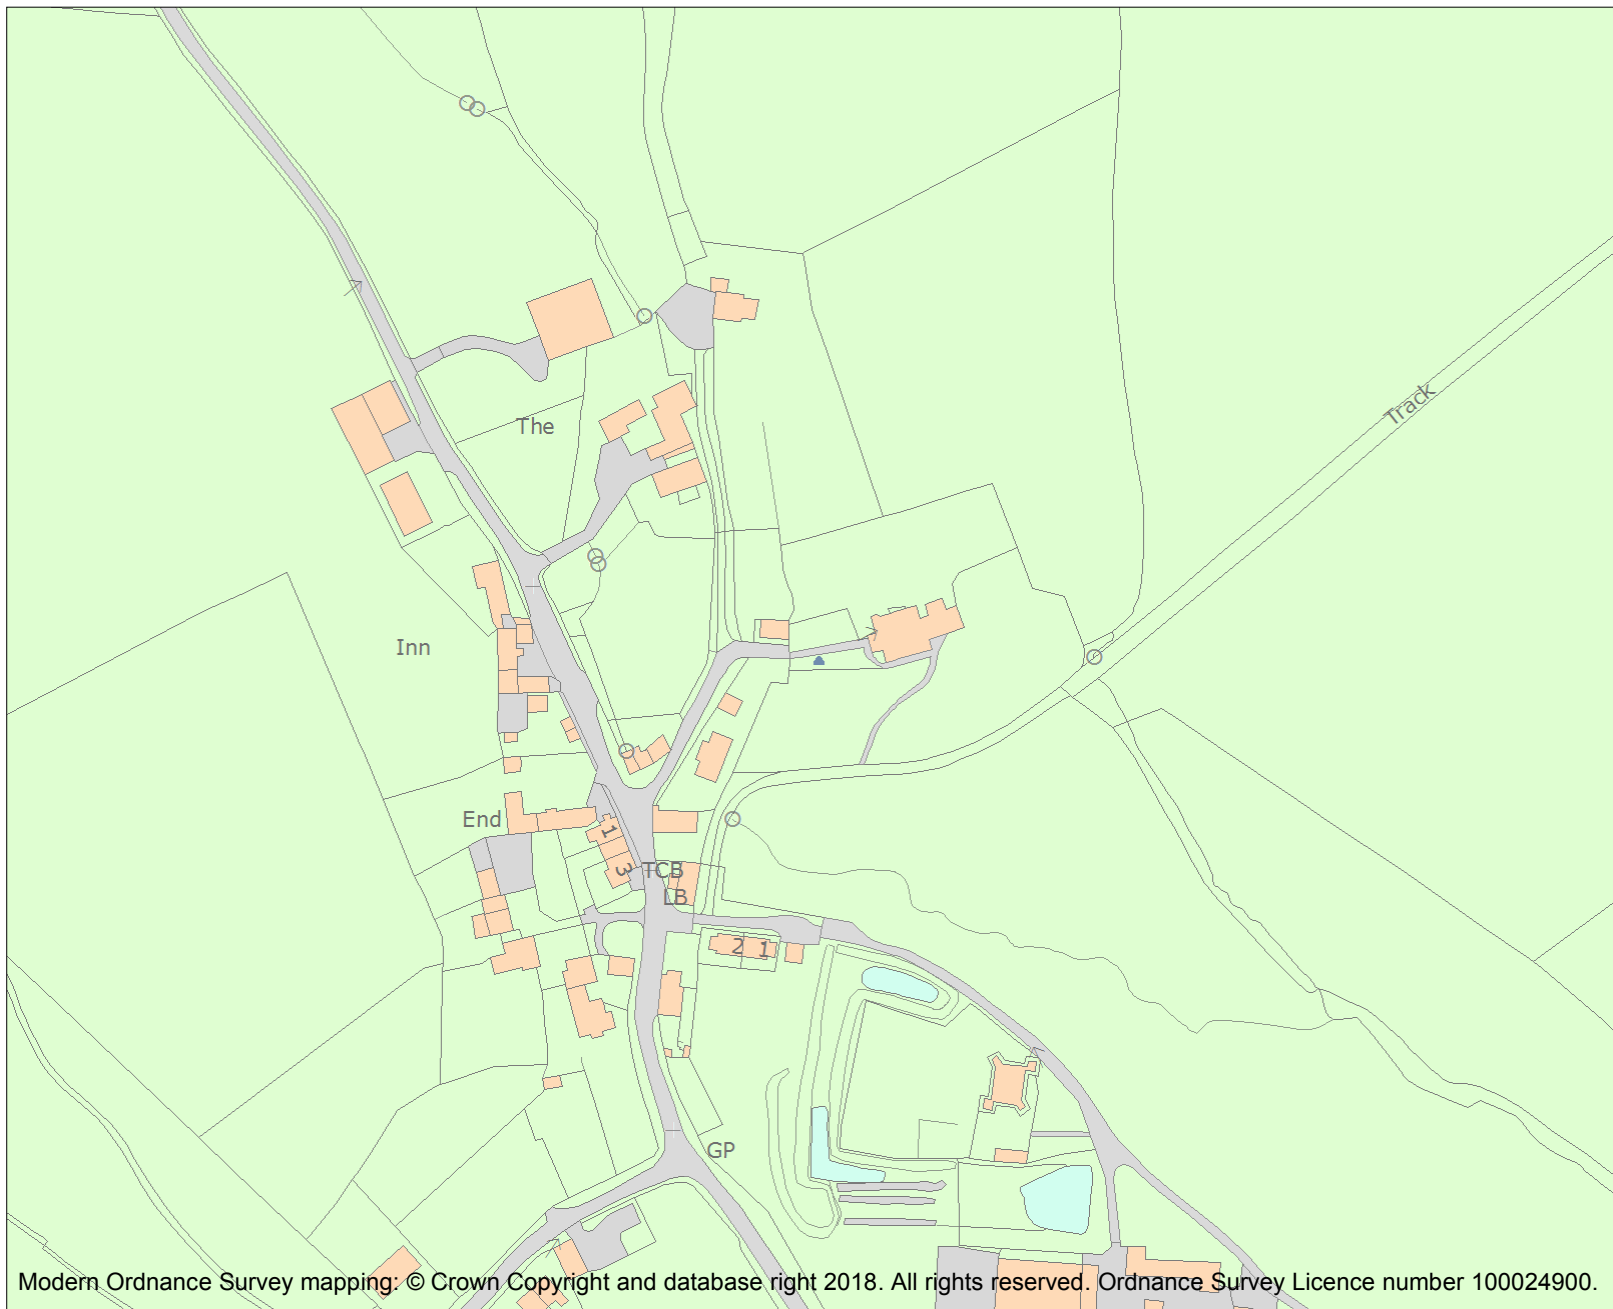 Track
The
Inn
End
1
3
TCB
LB
2 1
GP
Modern Ordnance Survey mapping: © Crown Copyright and database right 2018. All rights reserved. Ordnance Survey Licence number 100024900.